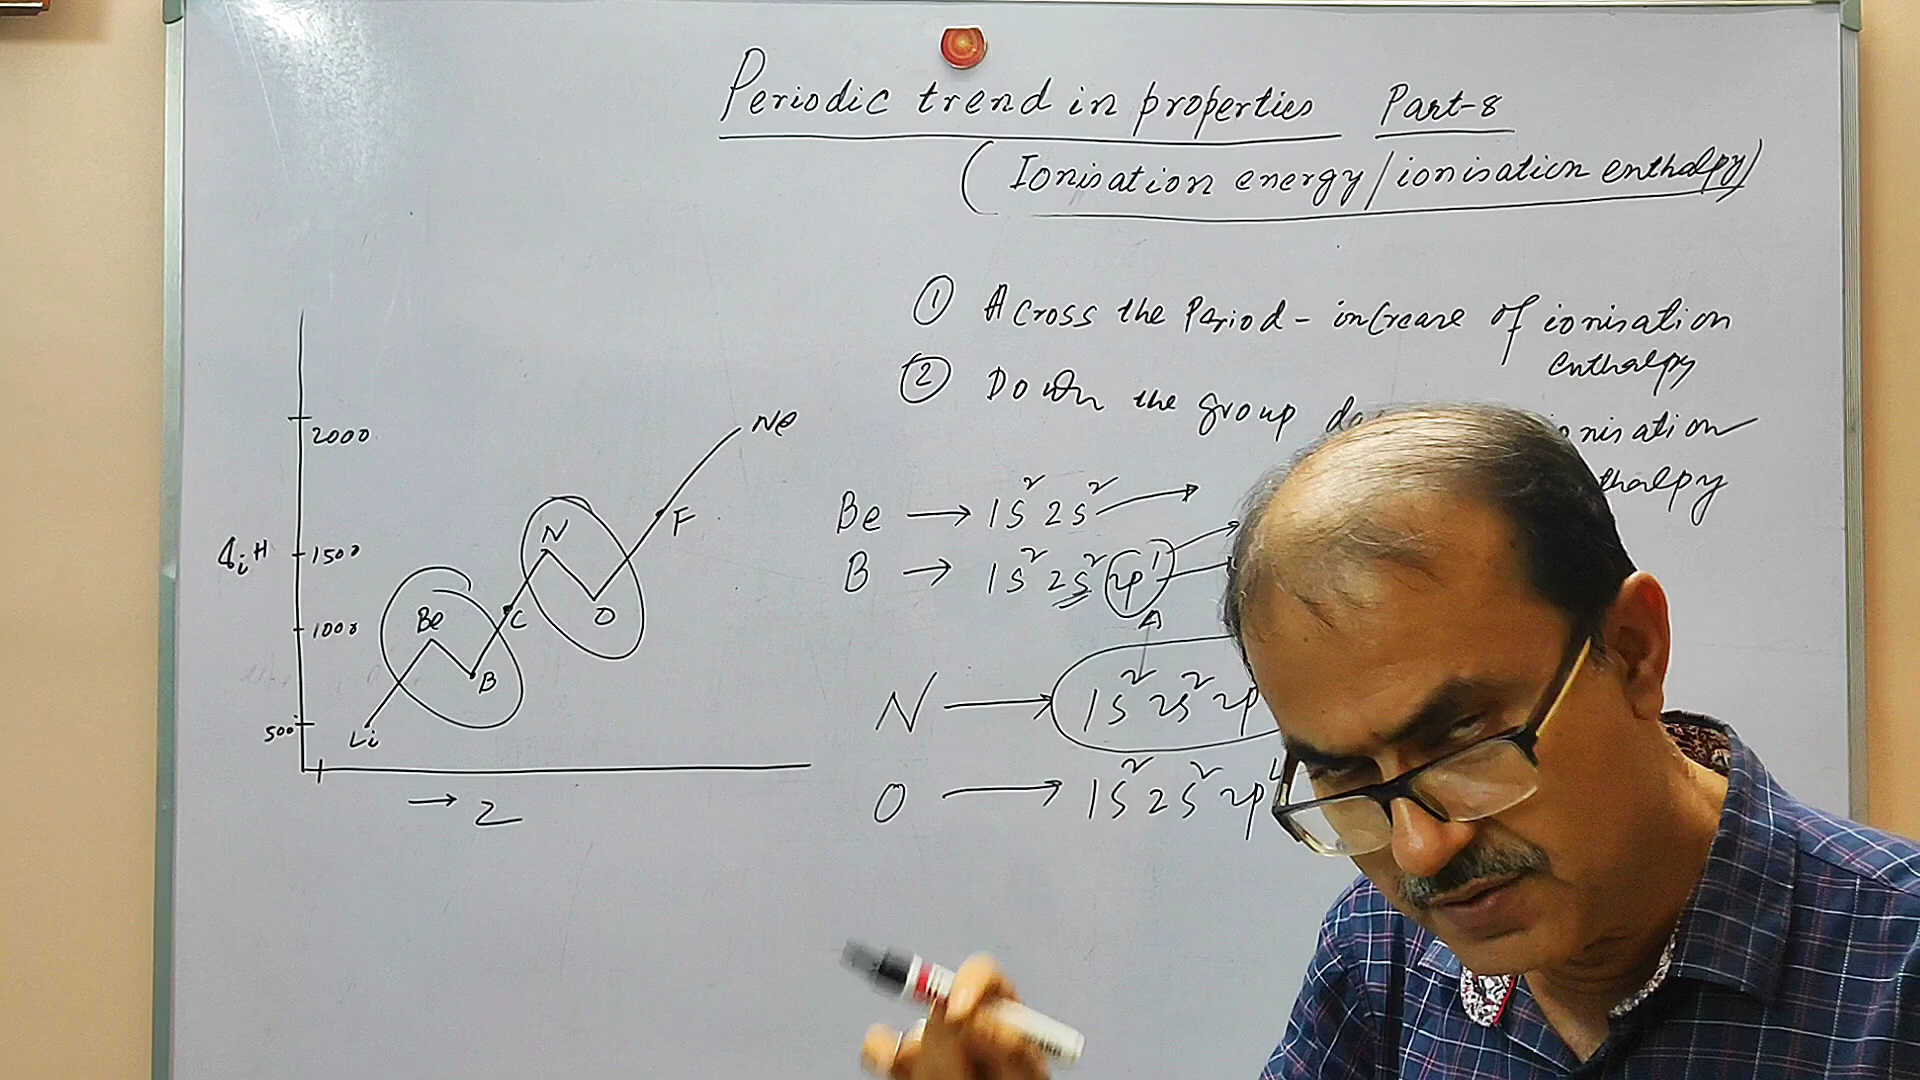 Periodic trend in properties Part-8
(Ionisation energy/ionisation enthalpy)
① Across the Period - increase of ionisation
enthalpy
② Down the group
Be → 1s² 2s² →
B → 1s² 2s² 2p¹
N → 1s² 2s² 2p
O → 1s² 2s² 2p
2000
1500
1000
500
Li
Be
B
C
N
O
F
Ne
→ Z